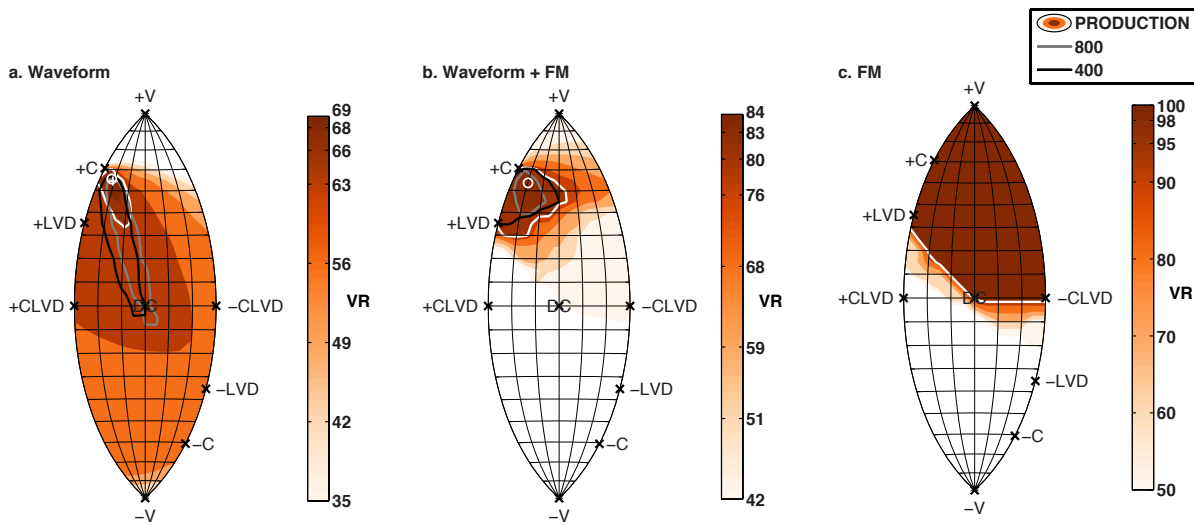 PRODUCTION
800
400
a. Waveform
+V
+C
+LVD
+CLVD
DC
−CLVD
−LVD
−C
−V
69
68
66
63
56
VR
49
42
35
b. Waveform + FM
+V
+C
+LVD
+CLVD
DC
−CLVD
−LVD
−C
−V
84
83
80
76
68
VR
59
51
42
c. FM
+V
+C
+LVD
+CLVD
DC
−CLVD
−LVD
−C
−V
100
98
95
90
80
VR
70
60
50